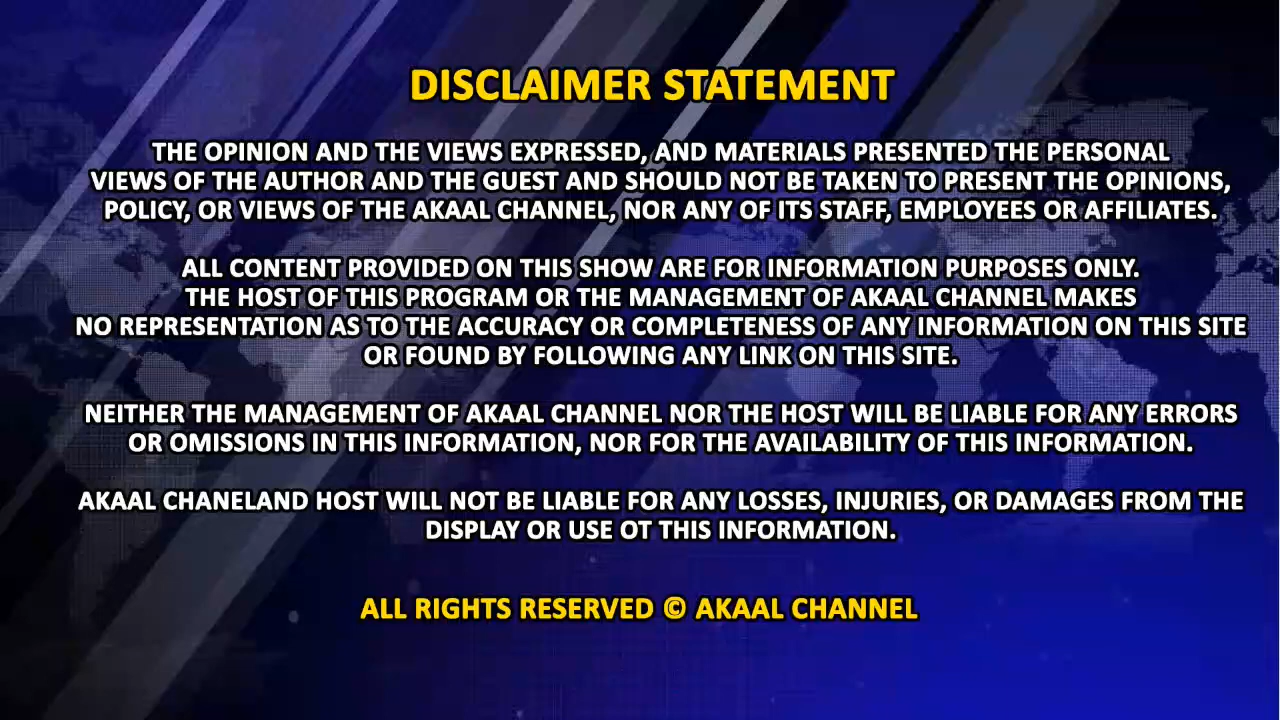 DISCLAIMER STATEMENT
THE OPINION AND THE VIEWS EXPRESSED, AND MATERIALS PRESENTED THE PERSONAL
VIEWS OF THE AUTHOR AND THE GUEST AND SHOULD NOT BE TAKEN TO PRESENT THE OPINIONS,
POLICY, OR VIEWS OF THE AKAAL CHANNEL, NOR ANY OF ITS STAFF, EMPLOYEES OR AFFILIATES.
ALL CONTENT PROVIDED ON THIS SHOW ARE FOR INFORMATION PURPOSES ONLY.
THE HOST OF THIS PROGRAM OR THE MANAGEMENT OF AKAAL CHANNEL MAKES
NO REPRESENTATION AS TO THE ACCURACY OR COMPLETENESS OF ANY INFORMATION ON THIS SITE
OR FOUND BY FOLLOWING ANY LINK ON THIS SITE.
NEITHER THE MANAGEMENT OF AKAAL CHANNEL NOR THE HOST WILL BE LIABLE FOR ANY ERRORS
OR OMISSIONS IN THIS INFORMATION, NOR FOR THE AVAILABILITY OF THIS INFORMATION.
AKAAL CHANELAND HOST WILL NOT BE LIABLE FOR ANY LOSSES, INJURIES, OR DAMAGES FROM THE
DISPLAY OR USE OT THIS INFORMATION.
ALL RIGHTS RESERVED © AKAAL CHANNEL